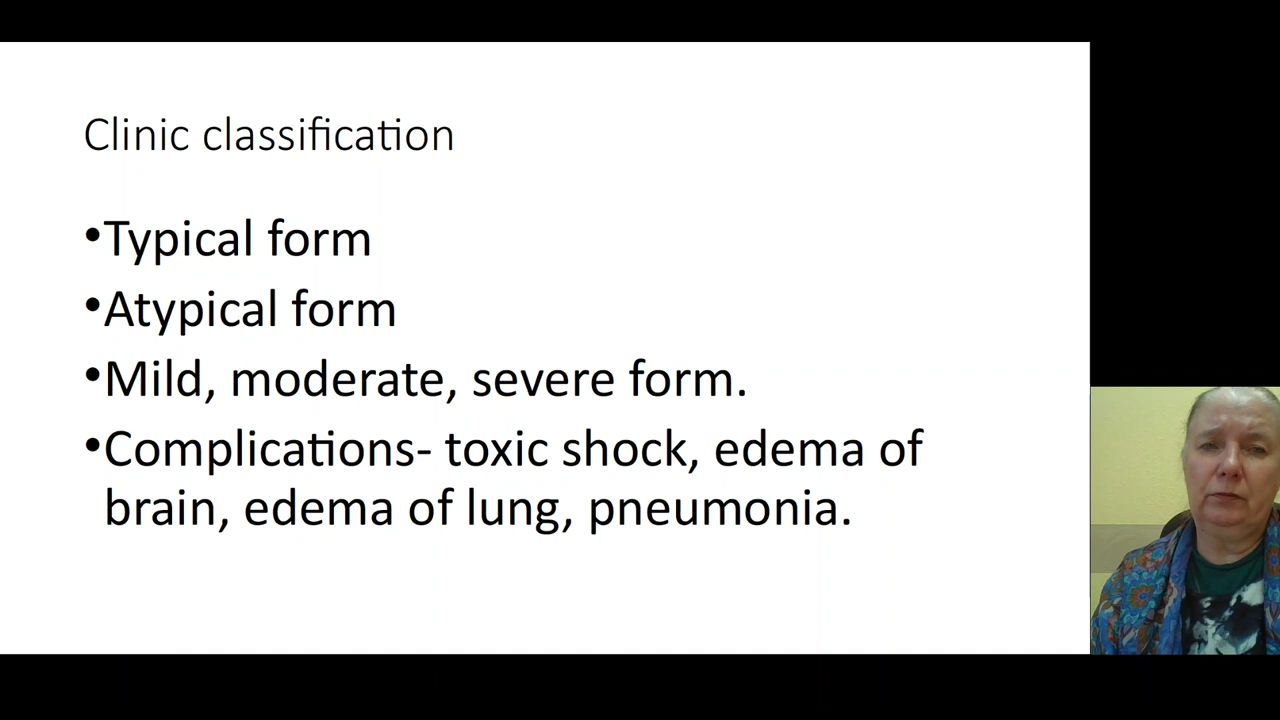 Clinic classification
•Typical form
•Atypical form
•Mild, moderate, severe form.
•Complications- toxic shock, edema of
brain, edema of lung, pneumonia.